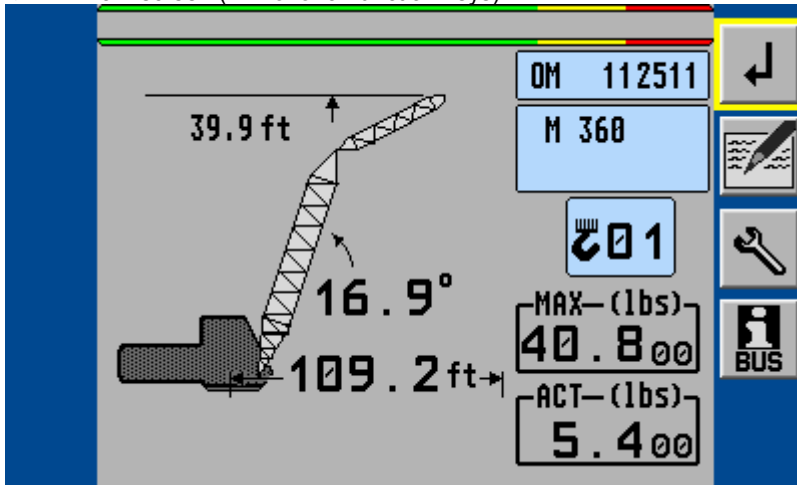 OM 112511
39.9 ft
M 360
01
16.9°
MAX (lbs)
40.800
109.2 ft
ACT (lbs)
5.400
i
BUS